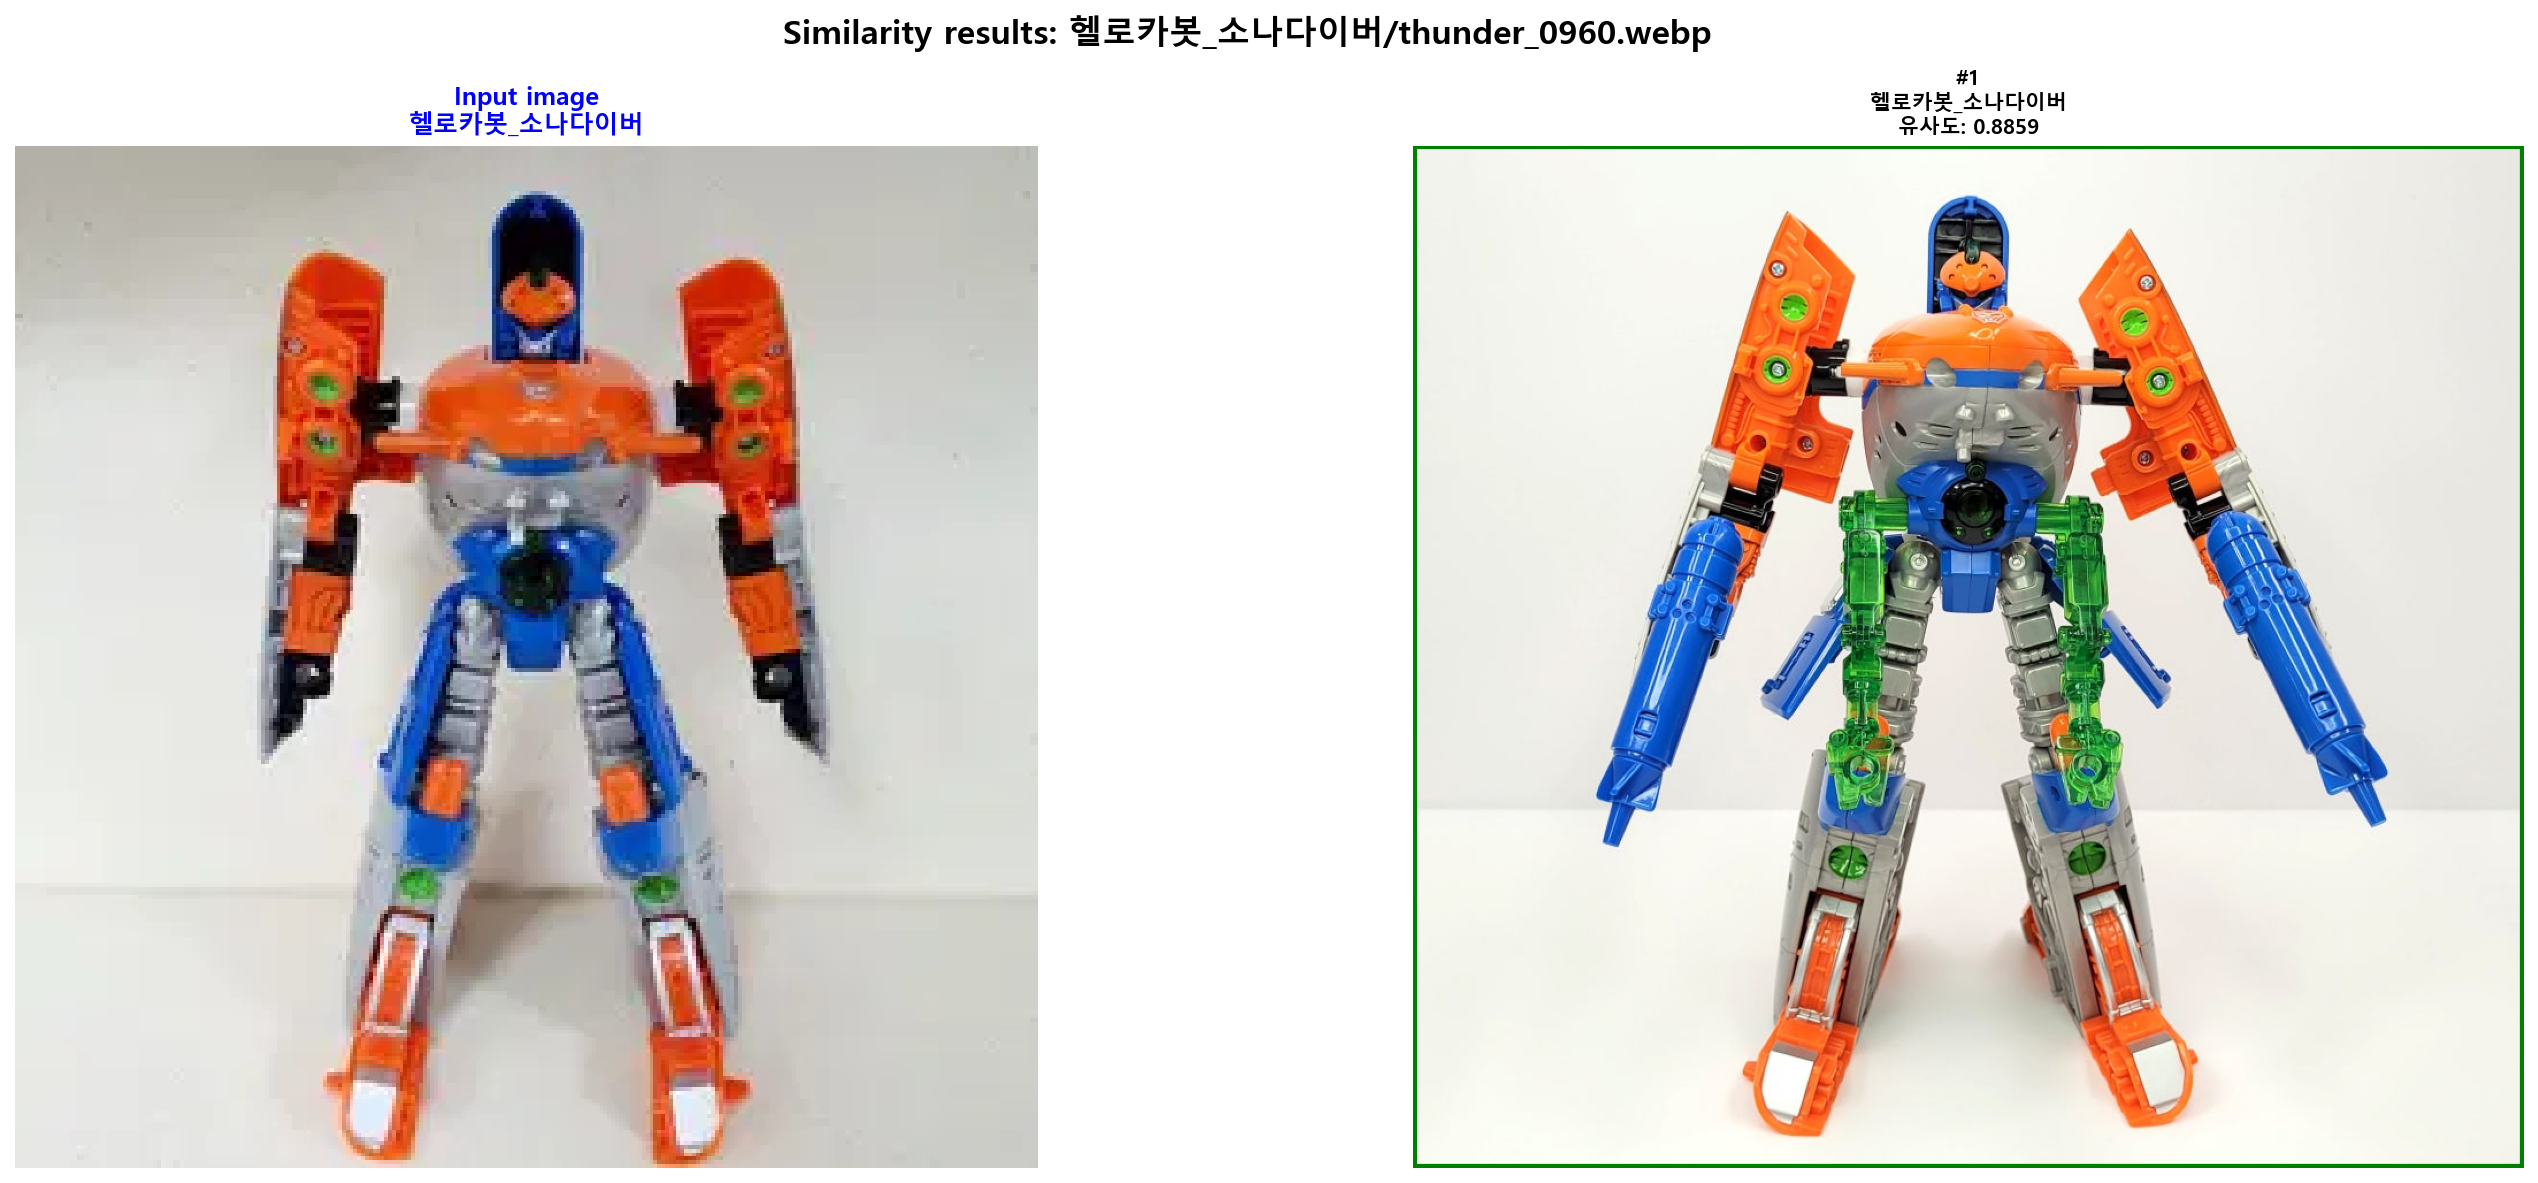 Similarity results: 헬로카봇_소나다이버/thunder_0960.webp
Input image
헬로카봇_소나다이버
#1
헬로카봇_소나다이버
유사도: 0.8859